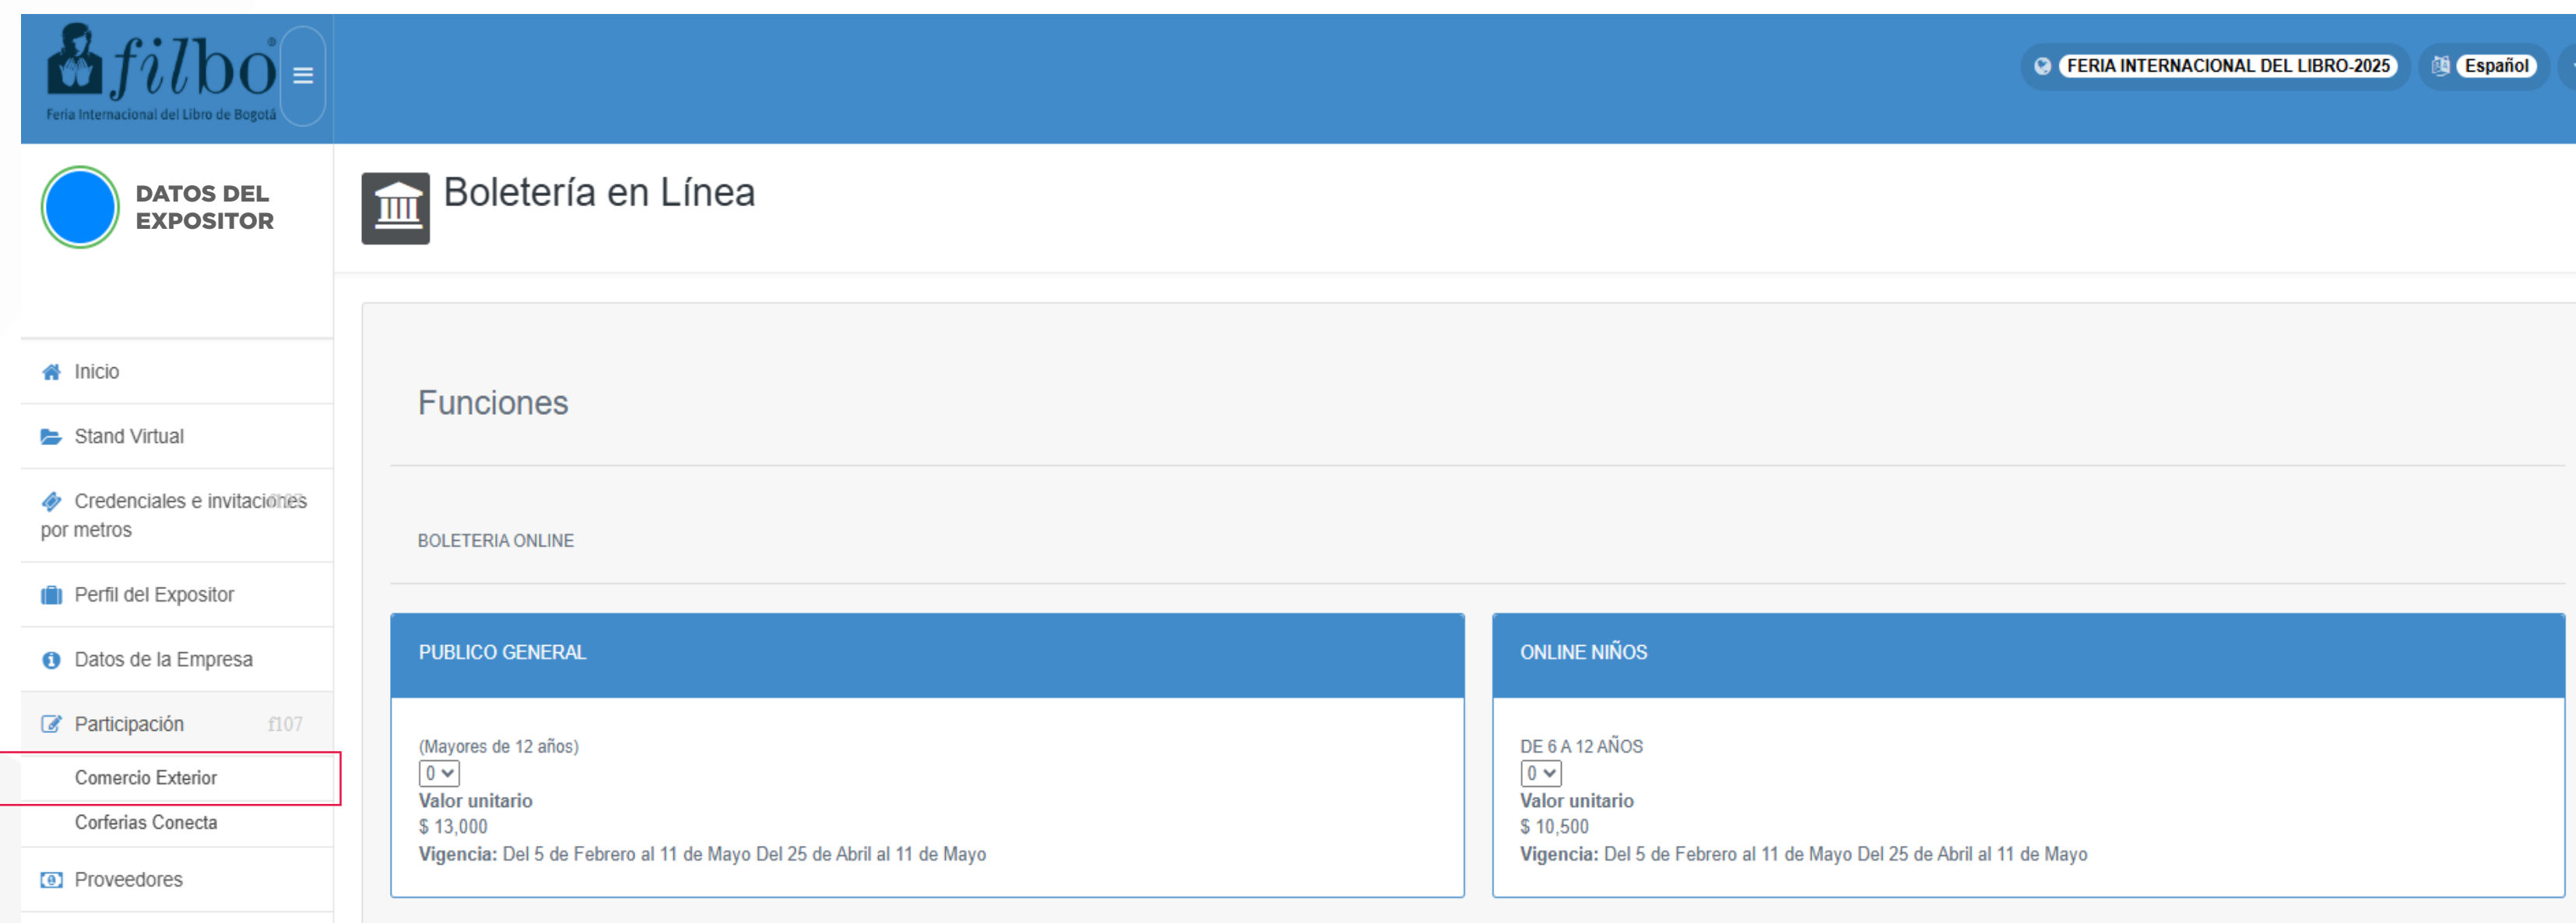 filbo®
Feria Internacional del Libro de Bogotá
FERIA INTERNACIONAL DEL LIBRO-2025
Español
DATOS DEL
EXPOSITOR
Boletería en Línea
Inicio
Stand Virtual
Credenciales e invitaciones
por metros
Perfil del Expositor
Datos de la Empresa
Participación f107
Comercio Exterior
Corferias Conecta
Proveedores
Funciones
BOLETERIA ONLINE
PUBLICO GENERAL
(Mayores de 12 años)
0
Valor unitario
$ 13,000
Vigencia: Del 5 de Febrero al 11 de Mayo Del 25 de Abril al 11 de Mayo
ONLINE NIÑOS
DE 6 A 12 AÑOS
0
Valor unitario
$ 10,500
Vigencia: Del 5 de Febrero al 11 de Mayo Del 25 de Abril al 11 de Mayo